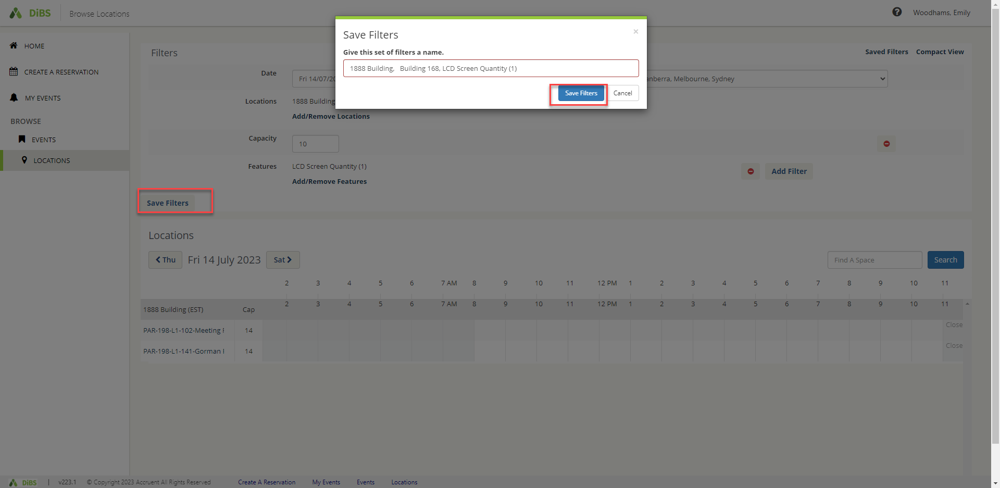 DiBS
Browse Locations
Woodhams, Emily
HOME
CREATE A RESERVATION
MY EVENTS
BROWSE
EVENTS
LOCATIONS
Save Filters
×
Give this set of filters a name.
1888 Building,   Building 168, LCD Screen Quantity (1)
Save Filters
Cancel
Filters
Saved Filters
Compact View
Date
Fri 14/07/20
anberra, Melbourne, Sydney
Locations
1888 Building
Add/Remove Locations
Capacity
10
Features
LCD Screen Quantity (1)
Add/Remove Features
Add Filter
Save Filters
Locations
Thu
Fri 14 July 2023
Sat
Find A Space
Search
2 3 4 5 6 7 AM 8 9 10 11 12 PM 1 2 3 4 5 6 7 8 9 10 11
2 3 4 5 6 7 AM 8 9 10 11 12 PM 1 2 3 4 5 6 7 8 9 10 11
1888 Building (EST) Cap
PAR-198-L1-102-Meeting 14 Close
PAR-198-L1-141-Gorman 14 Close
DiBS | v223.1 © Copyright 2023 Accruent All Rights Reserved Create A Reservation My Events Events Locations